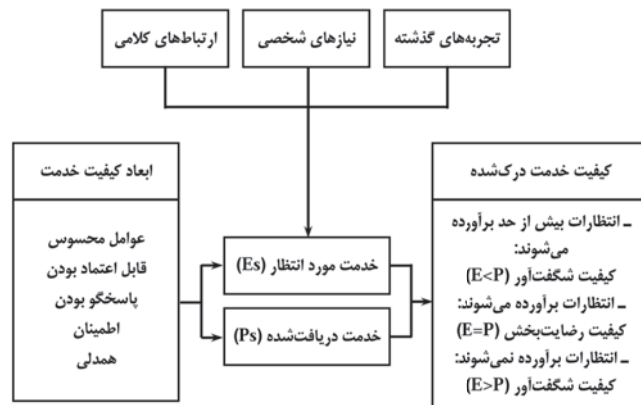 تجربه‌های گذشته
نیازهای شخصی
ارتباط‌های کلامی
کیفیت خدمت درک‌شده
ـ انتظارات بیش از حد برآورده
می‌شوند:
کیفیت شگفت‌آور (E<P)
ـ انتظارات برآورده می‌شوند:
کیفیت رضایت‌بخش (E=P)
ـ انتظارات برآورده نمی‌شوند:
کیفیت شگفت‌آور (E>P)
خدمت مورد انتظار (Es)
خدمت دریافت‌شده (Ps)
ابعاد کیفیت خدمت
عوامل محسوس
قابل اعتماد بودن
پاسخگو بودن
اطمینان
همدلی